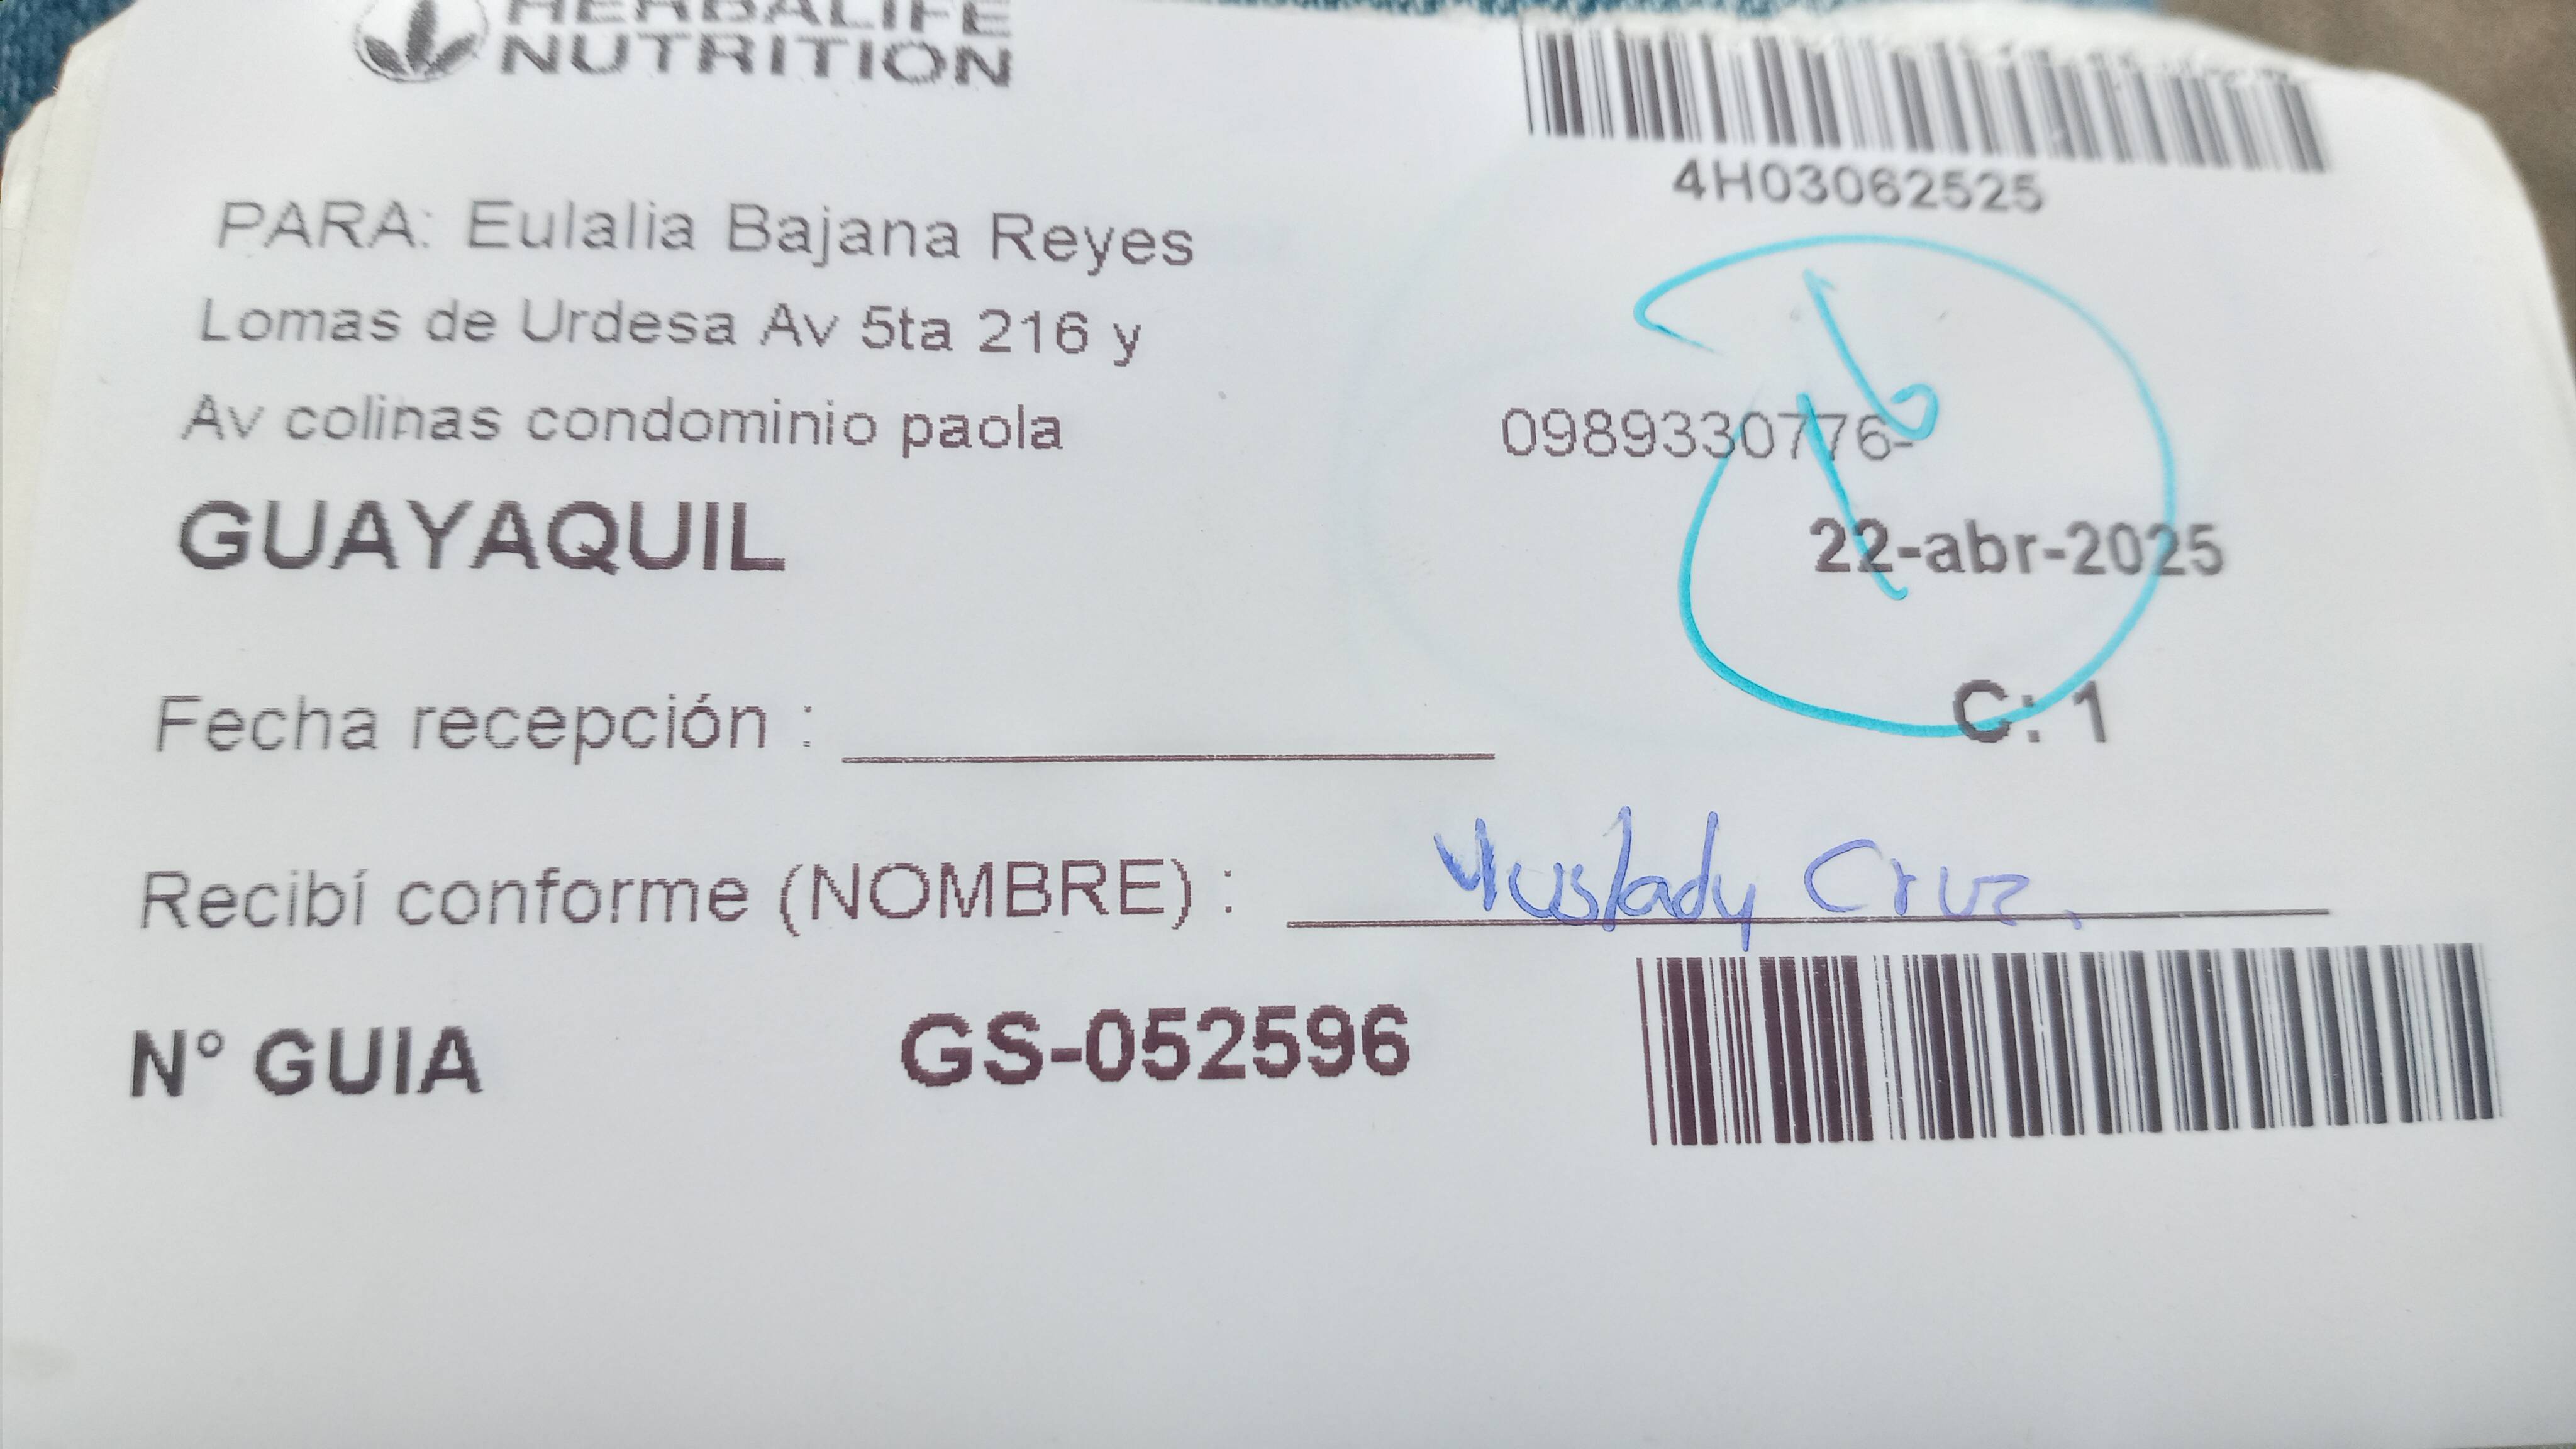 HERBALIFE
NUTRITION
4H03062525
PARA: Eulalia Bajana Reyes
Lomas de Urdesa Av 5ta 216 y
Av colinas condominio paola
0989330776-
GUAYAQUIL
22-abr-2025
C: 1
Fecha recepción :
Recibí conforme (NOMBRE) : Yuslady Cruz.
N° GUIA GS-052596